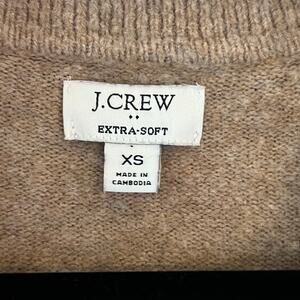 J.CREW
EXTRA-SOFT
XS
MADE IN
CAMBODIA